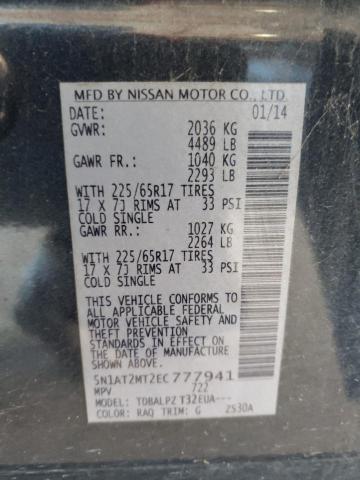 MFD BY NISSAN MOTOR CO., LTD.
DATE: 01/14
GVWR: 2036 KG
4489 LB
GAWR FR.: 1040 KG
2293 LB
WITH 225/65R17 TIRES
17 X 7J RIMS AT 33 PSI
COLD SINGLE
GAWR RR.: 1027 KG
2264 LB
WITH 225/65R17 TIRES
17 X 7J RIMS AT 33 PSI
COLD SINGLE
THIS VEHICLE CONFORMS TO
ALL APPLICABLE FEDERAL
MOTOR VEHICLE SAFETY AND
THEFT PREVENTION
STANDARDS IN EFFECT ON
THE DATE OF MANUFACTURE
SHOWN ABOVE.
5N1AT2MT2EC777941
MPV 722
MODEL: TDBALPZ T32EUA---
COLOR: RAQ TRIM: G 2530A